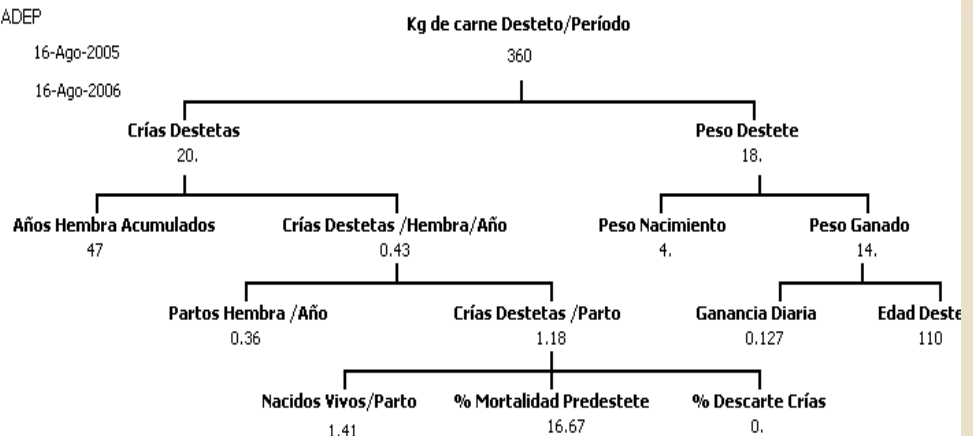 ADEP
Kg de carne Desteto/Período
16-Ago-2005
360
16-Ago-2006
Crías Destetas
Peso Destete
20.
18.
Años Hembra Acumulados
Crías Destetas /Hembra/Año
Peso Nacimiento
Peso Ganado
47
0.43
4.
14.
Partos Hembra /Año
Crías Destetas /Parto
Ganancia Diaria
Edad Deste
0.36
1.18
0.127
110
Nacidos Vivos/Parto
% Mortalidad Predestete
% Descarte Crías
1.41
16.67
0.